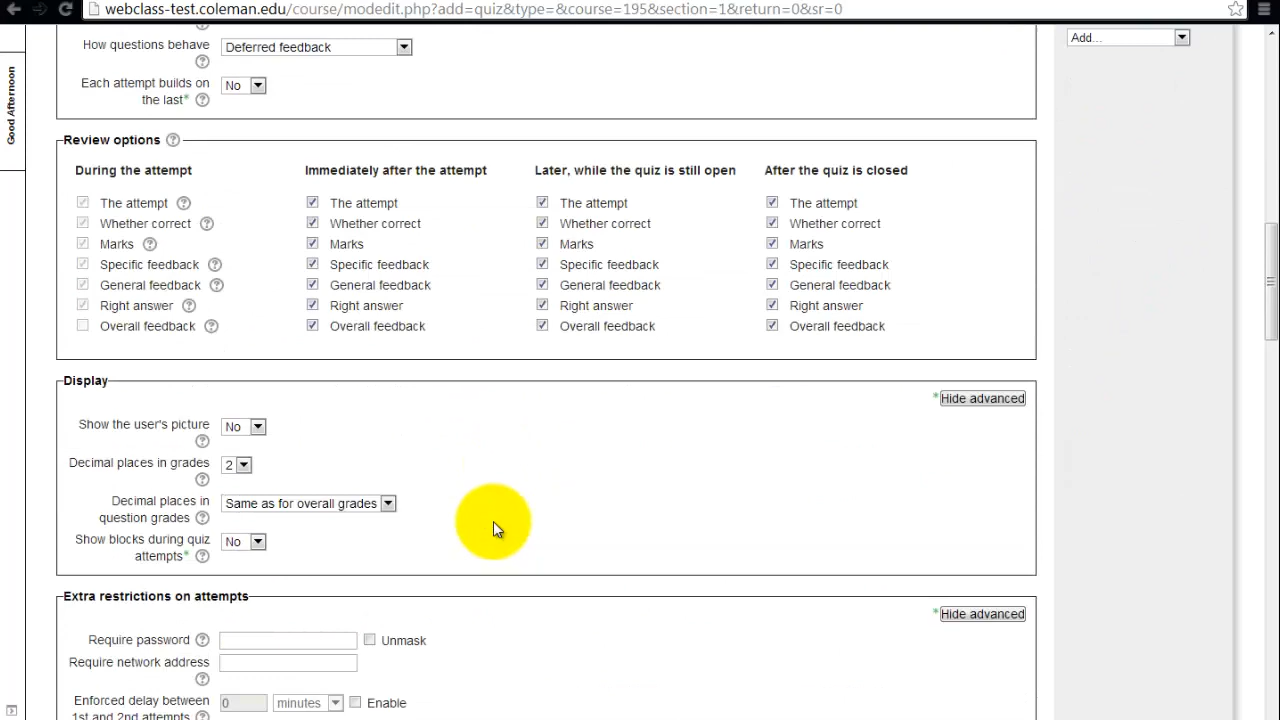 webclass-test.coleman.edu/course/modedit.php?add=quiz&type=&course=195&section=1&return=0&sr=0
Good Afternoon
Add...
How questions behave Deferred feedback
Each attempt builds on No
the last*
Review options
During the attempt Immediately after the attempt Later, while the quiz is still open After the quiz is closed
The attempt The attempt The attempt The attempt
Whether correct Whether correct Whether correct Whether correct
Marks Marks Marks Marks
Specific feedback Specific feedback Specific feedback Specific feedback
General feedback General feedback General feedback General feedback
Right answer Right answer Right answer Right answer
Overall feedback Overall feedback Overall feedback Overall feedback
Display
* Hide advanced
Show the user's picture No
Decimal places in grades 2
Decimal places in Same as for overall grades
question grades
Show blocks during quiz No
attempts*
Extra restrictions on attempts
* Hide advanced
Require password Unmask
Require network address
Enforced delay between 0 minutes Enable
1st and 2nd attempts